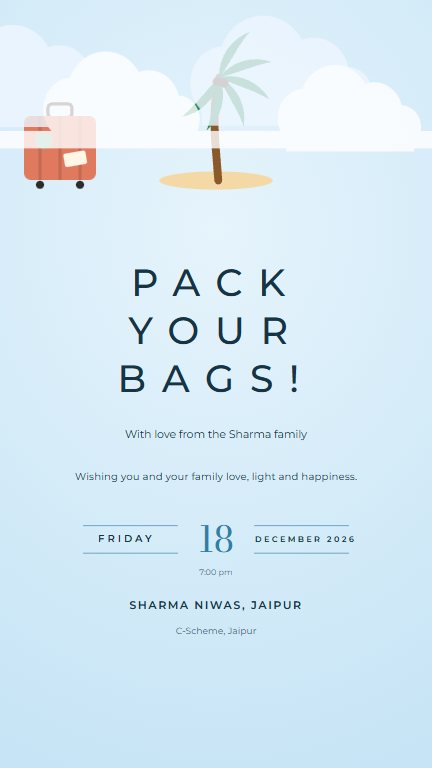 PACK
YOUR
BAGS!
With love from the Sharma family
Wishing you and your family love, light and happiness.
FRIDAY 18 DECEMBER 2026
7:00 pm
SHARMA NIWAS, JAIPUR
C-Scheme, Jaipur